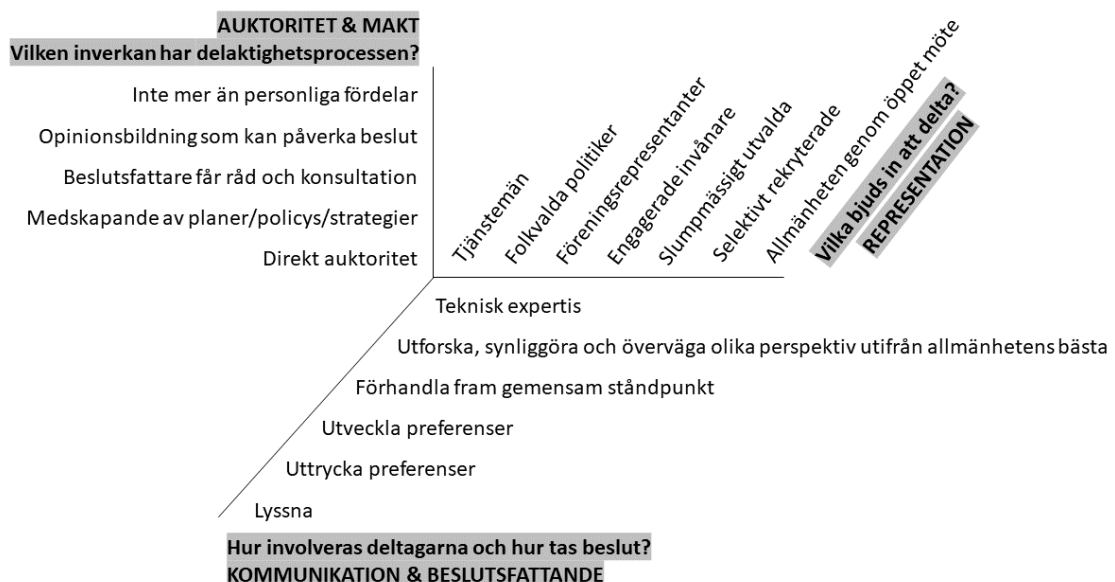 AUKTORITET & MAKT
Vilken inverkan har delaktighetsprocessen?
Inte mer än personliga fördelar
Opinionsbildning som kan påverka beslut
Beslutsfattare får råd och konsultation
Medskapande av planer/policys/strategier
Direkt auktoritet
Tjänstemän
Folkvalda politiker
Föreningsrepresentanter
Engagerade invånare
Slumpmässigt utvalda
Selektivt rekryterade
Allmänheten genom öppet möte
Vilka bjuds in att delta?
REPRESENTATION
Teknisk expertis
Utforska, synliggöra och överväga olika perspektiv utifrån allmänhetens bästa
Förhandla fram gemensam ståndpunkt
Utveckla preferenser
Uttrycka preferenser
Lyssna
Hur involveras deltagarna och hur tas beslut?
KOMMUNIKATION & BESLUTSFATTANDE